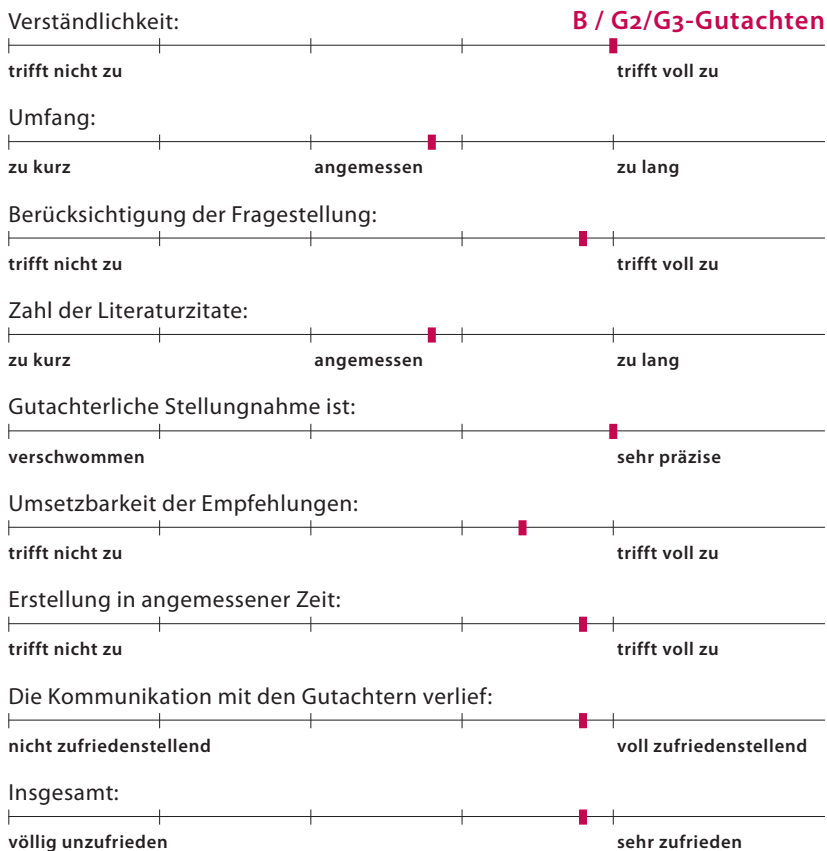 Verständlichkeit: B / G2/G3-Gutachten
trifft nicht zu trifft voll zu
Umfang:
zu kurz angemessen zu lang
Berücksichtigung der Fragestellung:
trifft nicht zu trifft voll zu
Zahl der Literaturzitate:
zu kurz angemessen zu lang
Gutachterliche Stellungnahme ist:
verschwommen sehr präzise
Umsetzbarkeit der Empfehlungen:
trifft nicht zu trifft voll zu
Erstellung in angemessener Zeit:
trifft nicht zu trifft voll zu
Die Kommunikation mit den Gutachtern verlief:
nicht zufriedenstellend voll zufriedenstellend
Insgesamt:
völlig unzufrieden sehr zufrieden